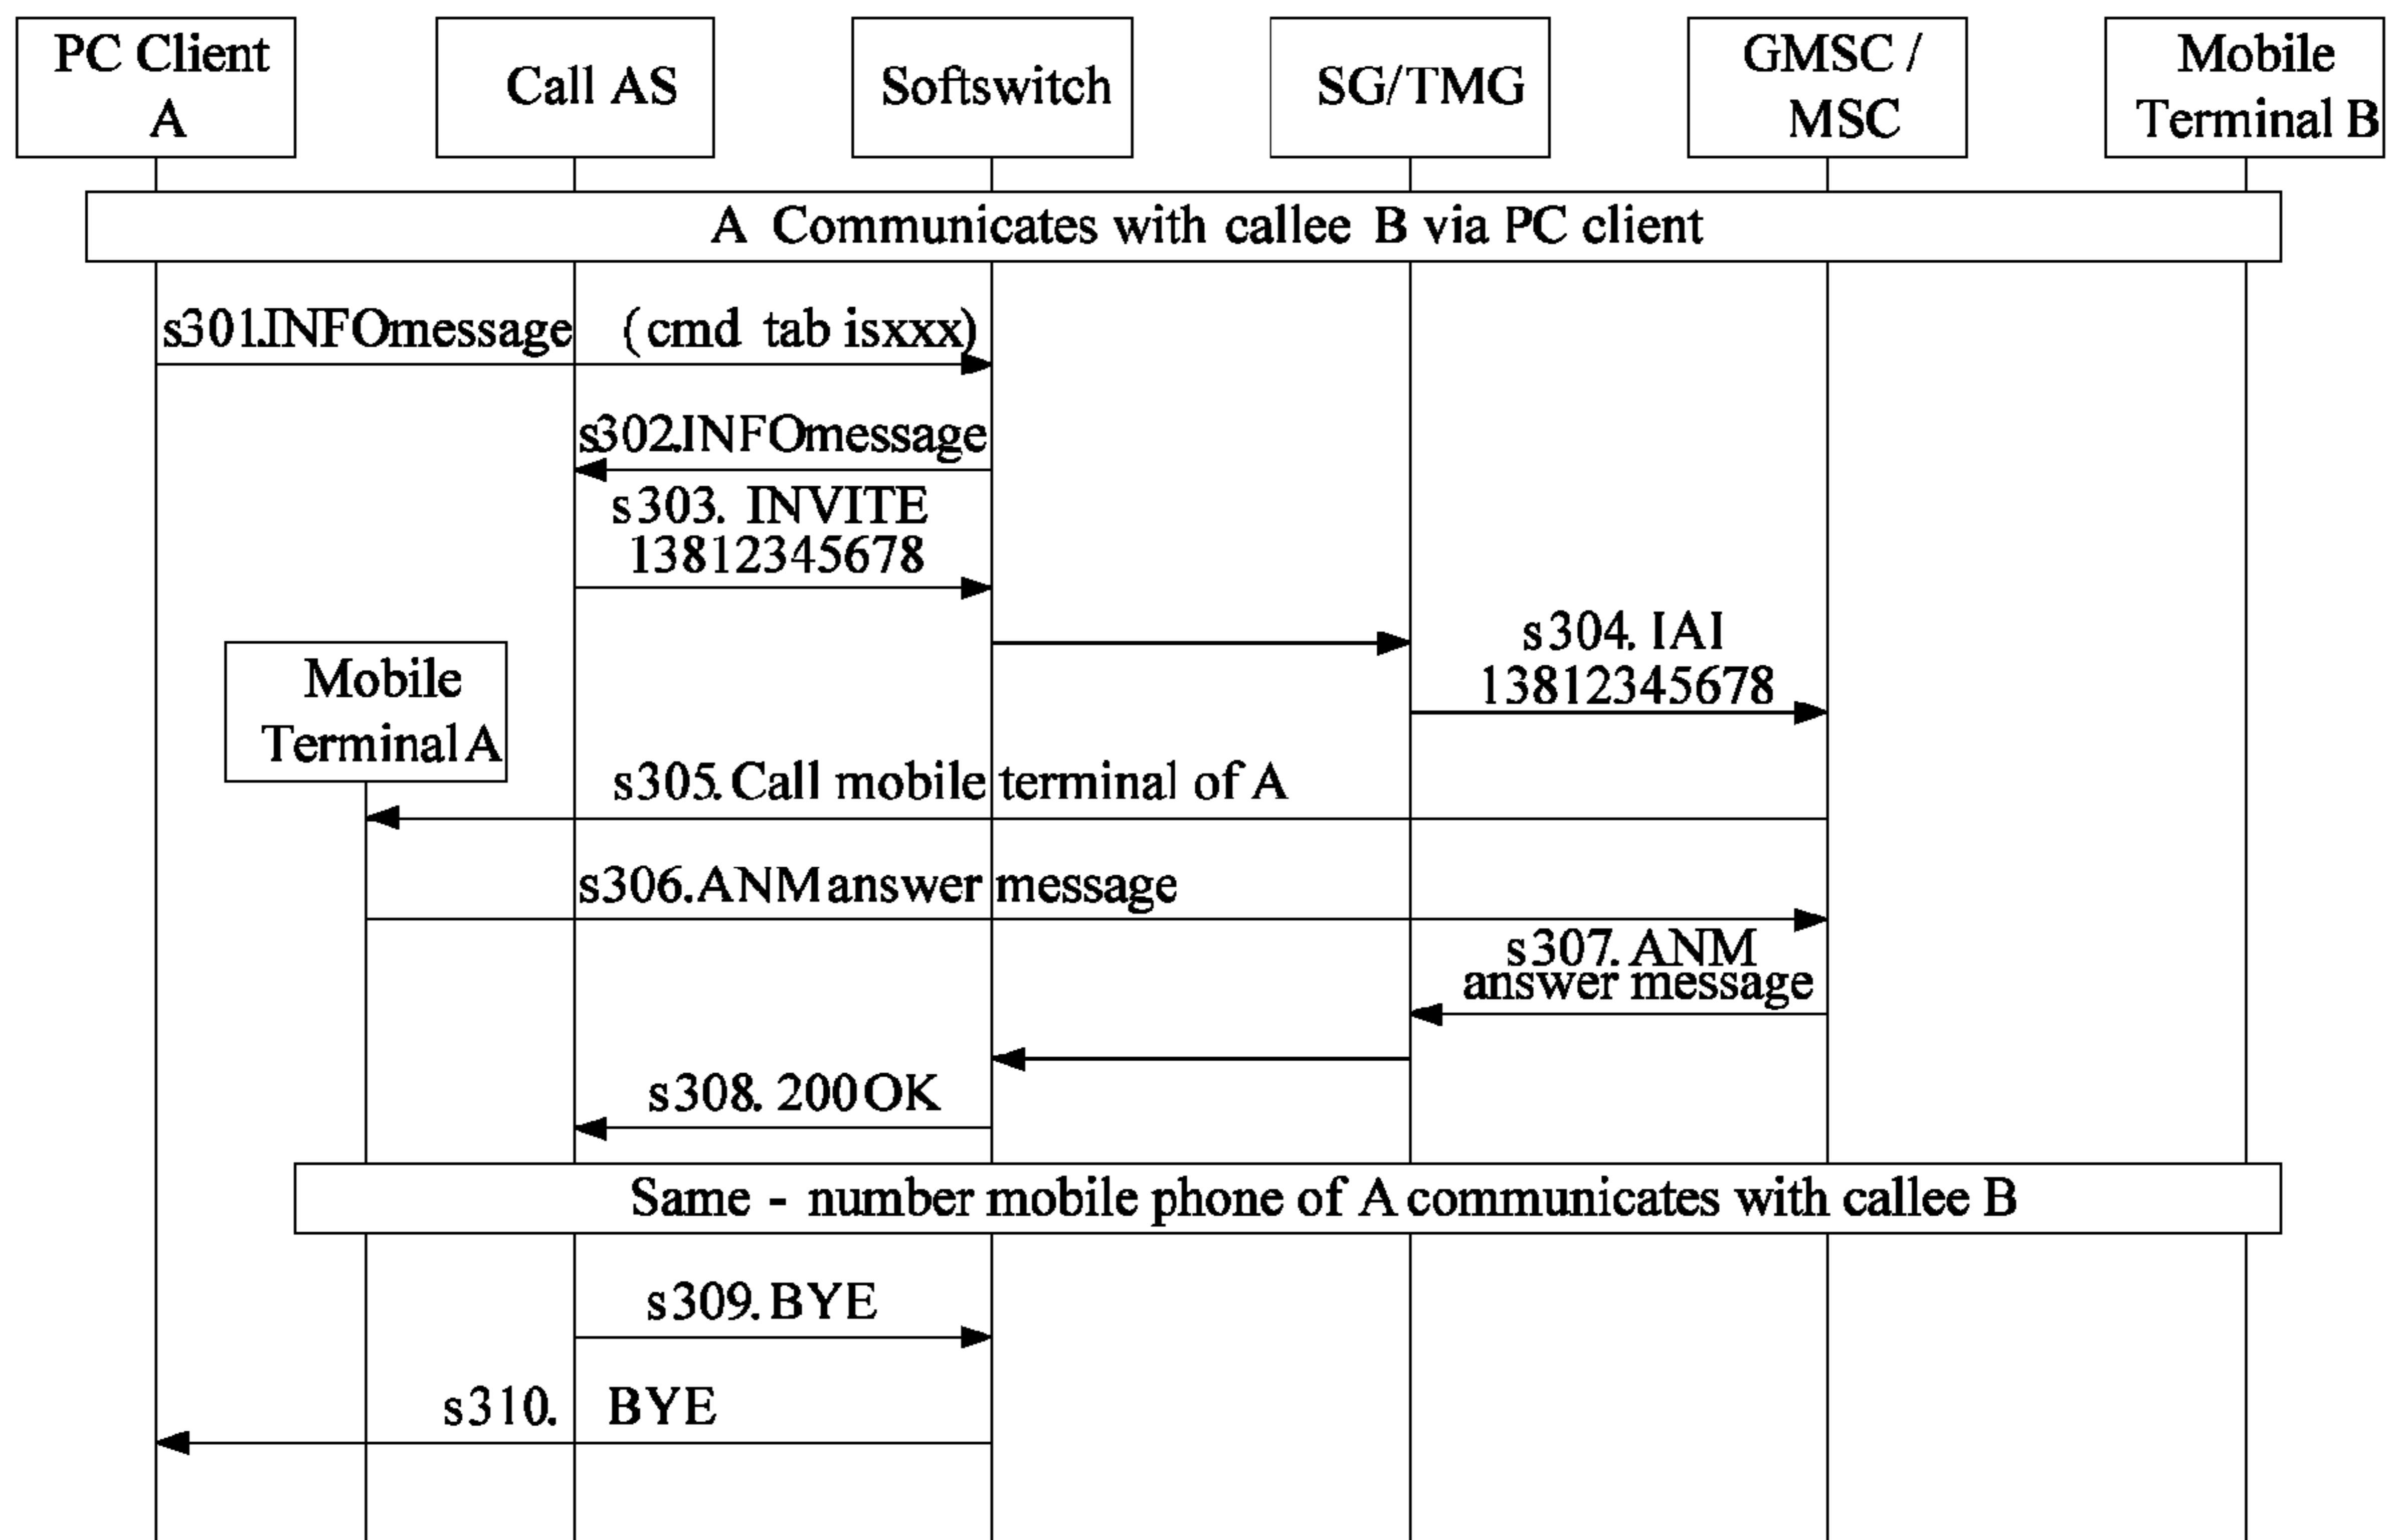 PC Client
A
Call AS
Softswitch
SG/TMG
GMSC /
MSC
Mobile
Terminal B
A Communicates with callee B via PC client
s301.INFOmessage (cmd tab isxxx)
s302.INFOmessage
s303. INVITE
13812345678
s304. IAI
13812345678
Mobile
Terminal A
s305. Call mobile terminal of A
s306.ANM answer message
s307. ANM
answer message
s308. 200 OK
Same - number mobile phone of A communicates with callee B
s309. BYE
s310. BYE